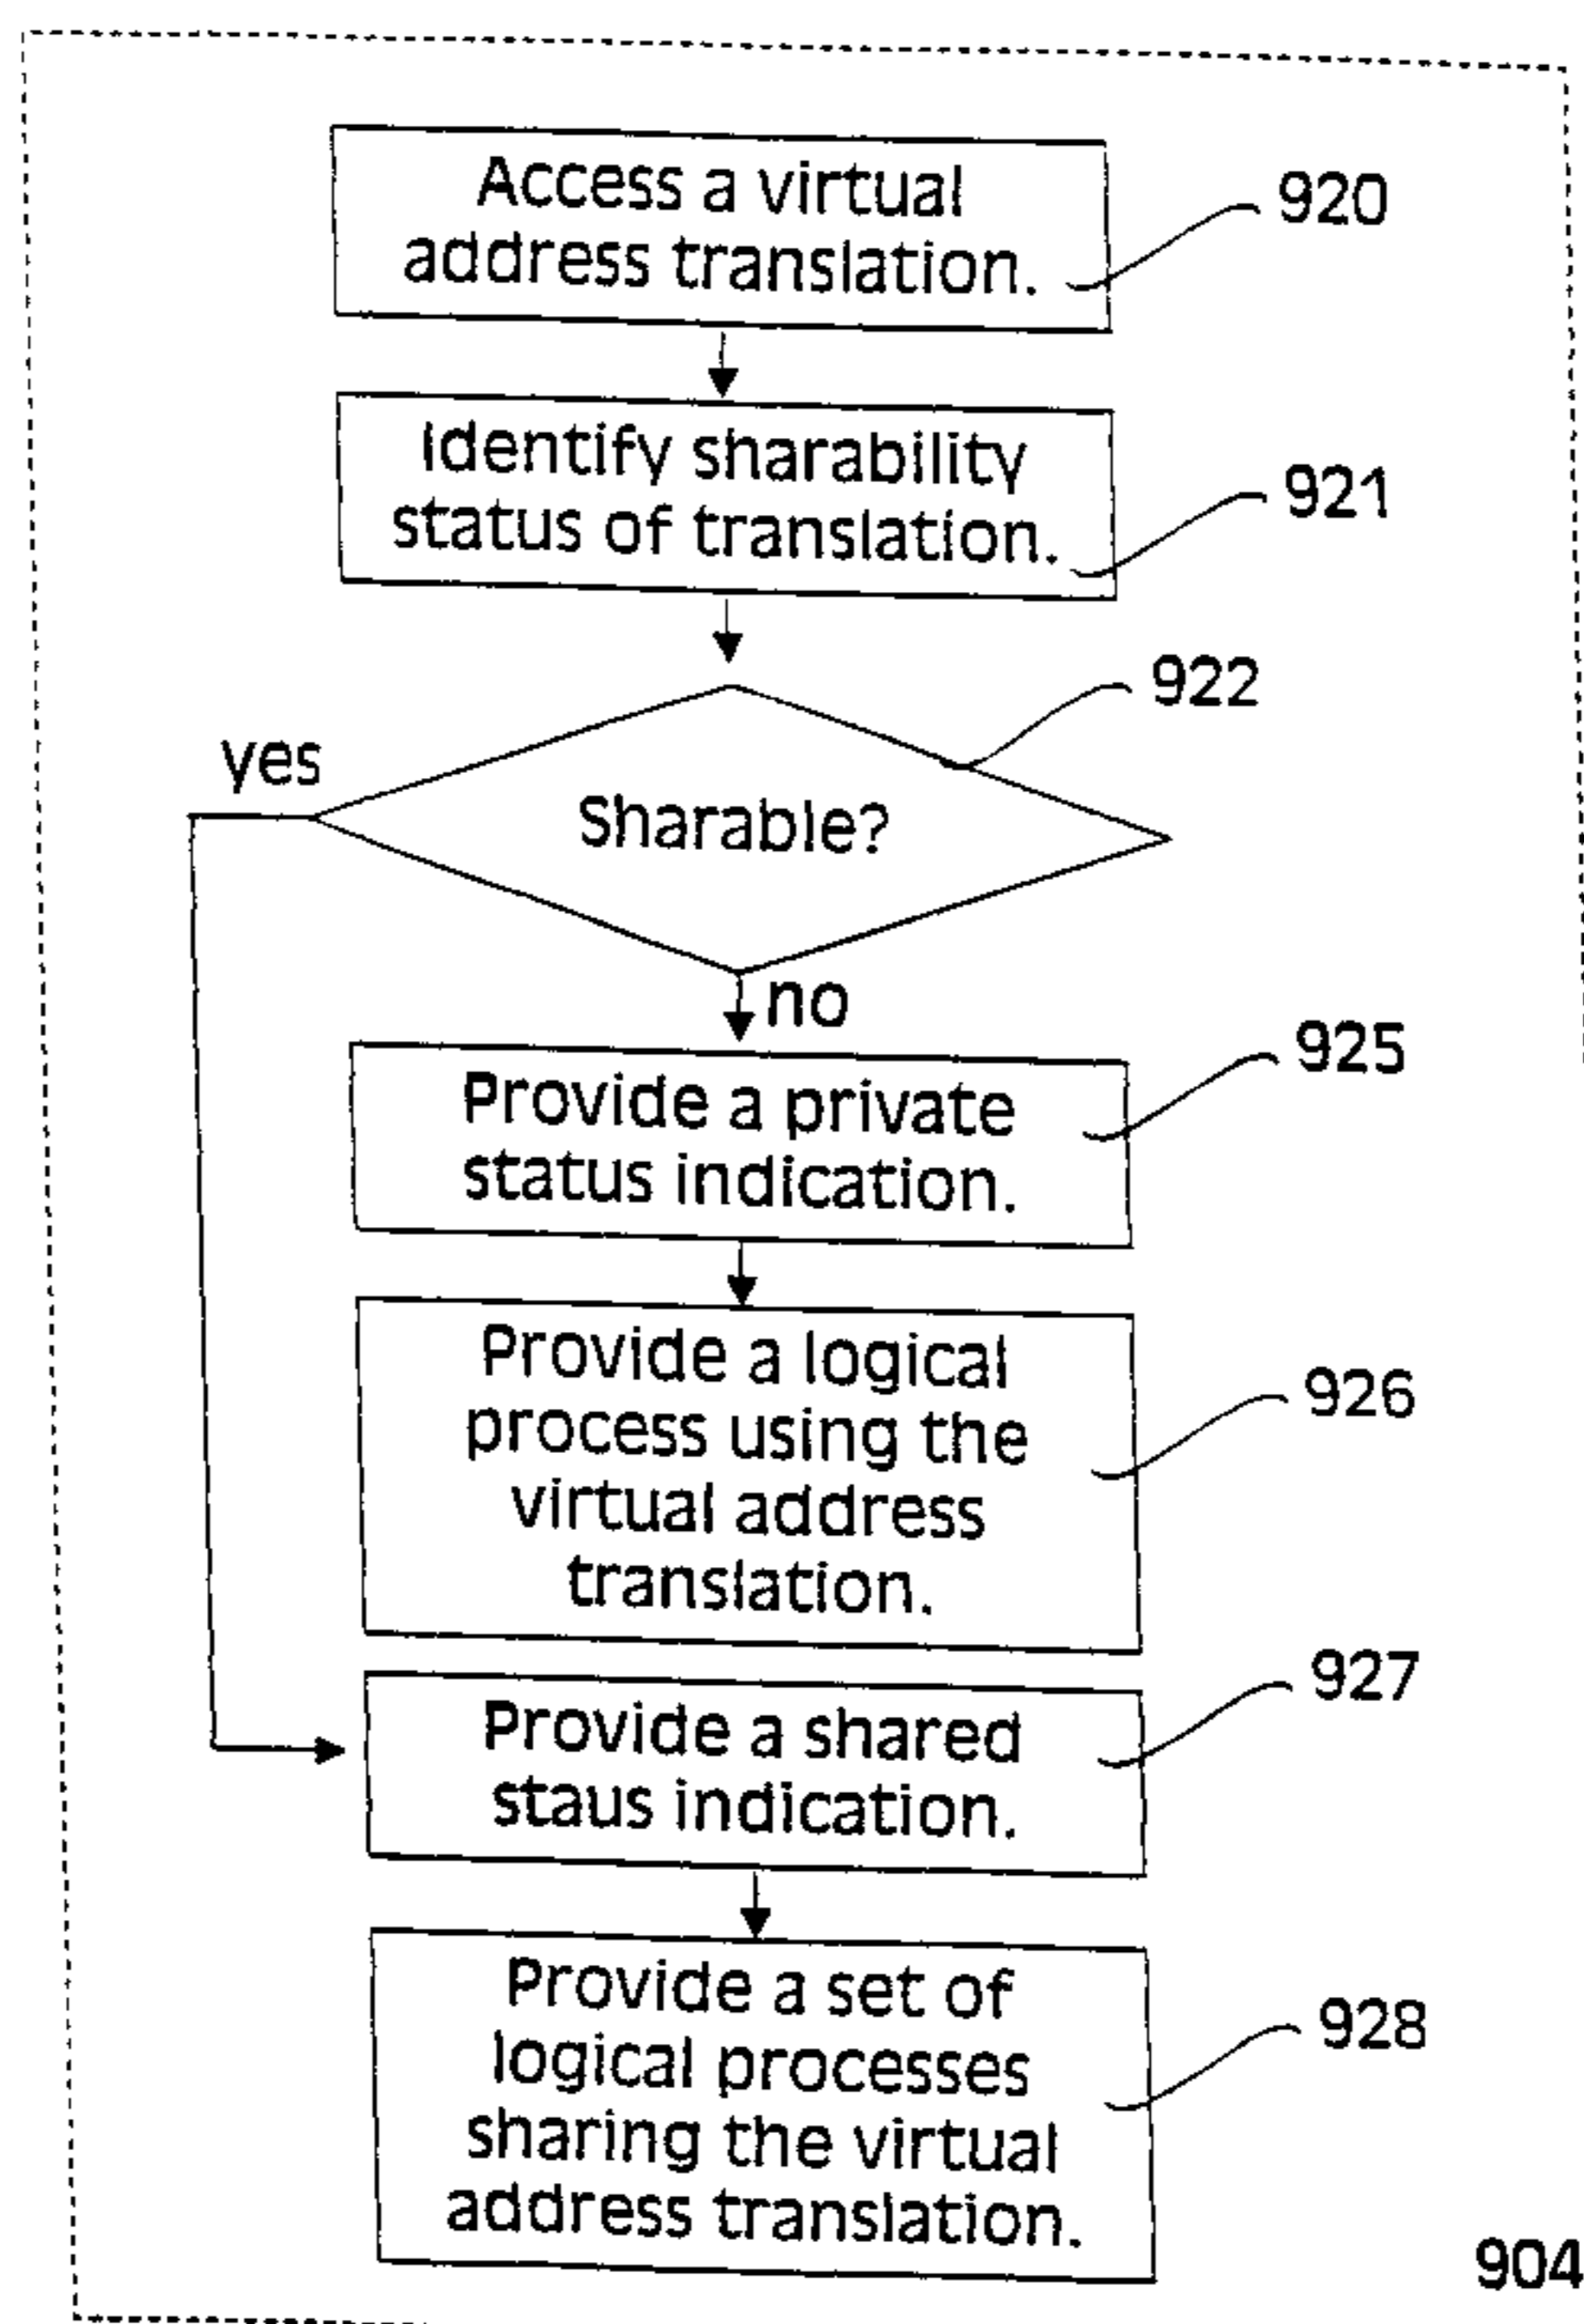 Access a virtual
address translation.
920
Identify sharability
status of translation.
921
922
yes
Sharable?
no
925
Provide a private
status indication.
Provide a logical
process using the
virtual address
translation.
926
927
Provide a shared
staus indication.
Provide a set of
logical processes
sharing the virtual
address translation.
928
904